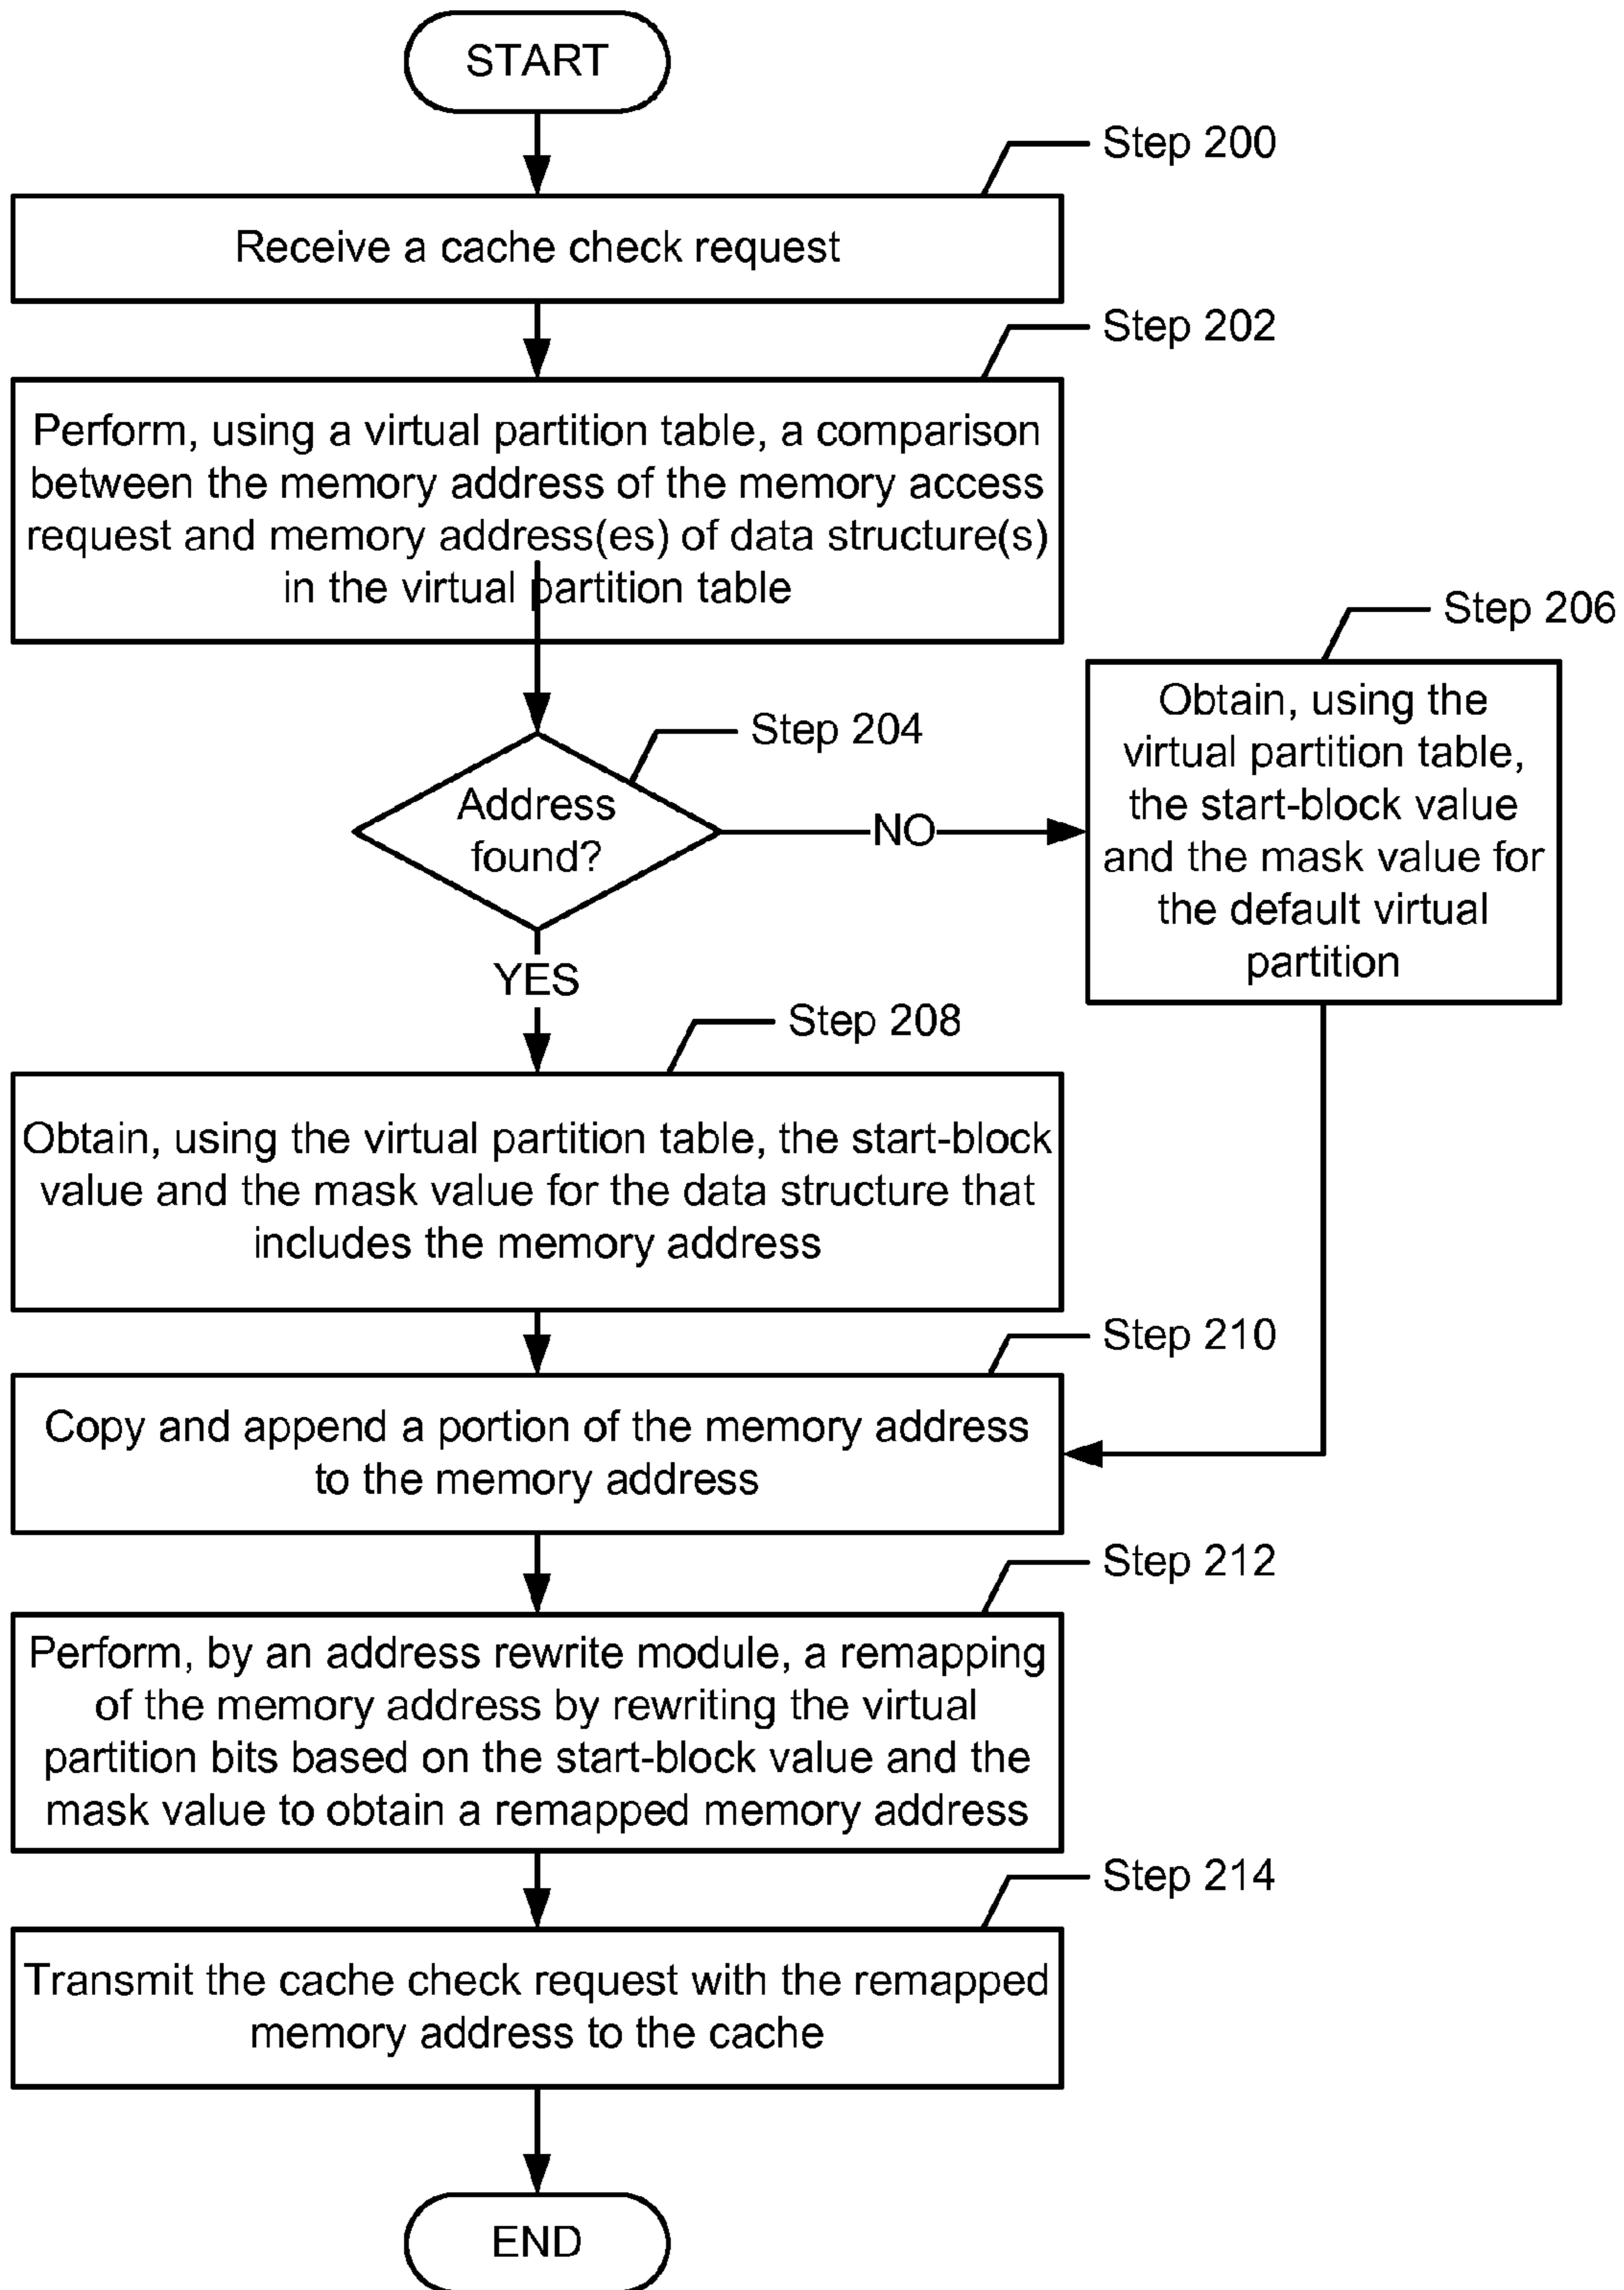 START
Step 200
Receive a cache check request
Step 202
Perform, using a virtual partition table, a comparison
between the memory address of the memory access
request and memory address(es) of data structure(s)
in the virtual partition table
Step 204
Address
found?
NO
Step 206
Obtain, using the
virtual partition table,
the start-block value
and the mask value for
the default virtual
partition
YES
Step 208
Obtain, using the virtual partition table, the start-block
value and the mask value for the data structure that
includes the memory address
Step 210
Copy and append a portion of the memory address
to the memory address
Step 212
Perform, by an address rewrite module, a remapping
of the memory address by rewriting the virtual
partition bits based on the start-block value and the
mask value to obtain a remapped memory address
Step 214
Transmit the cache check request with the remapped
memory address to the cache
END